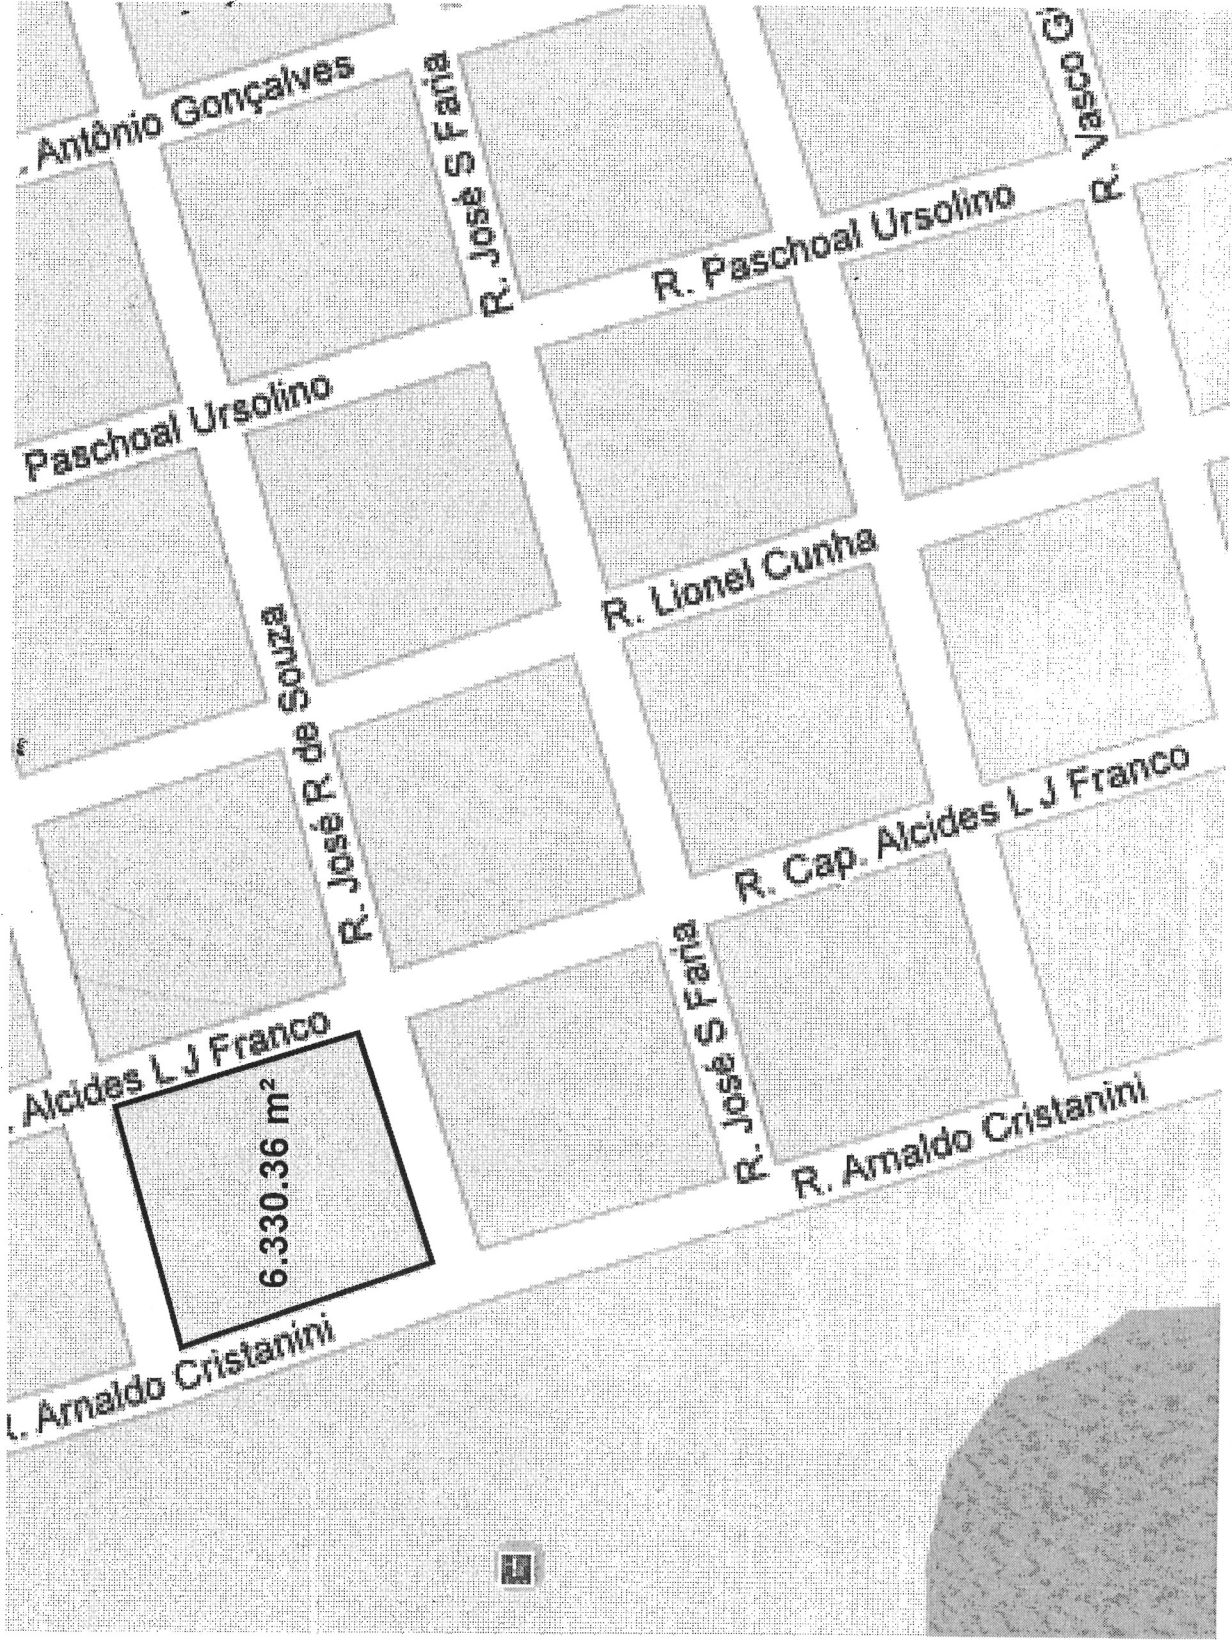 . Antônio Gonçalves
R. José S Faria
R. Vasco G
R. Paschoal Ursolino
Paschoal Ursolino
R. Lionel Cunha
R. José R de Souza
R. Cap. Alcides L J Franco
. Alcides L J Franco
R. José S Faria
6.330.36 m²
R. Arnaldo Cristanini
. Arnaldo Cristanini